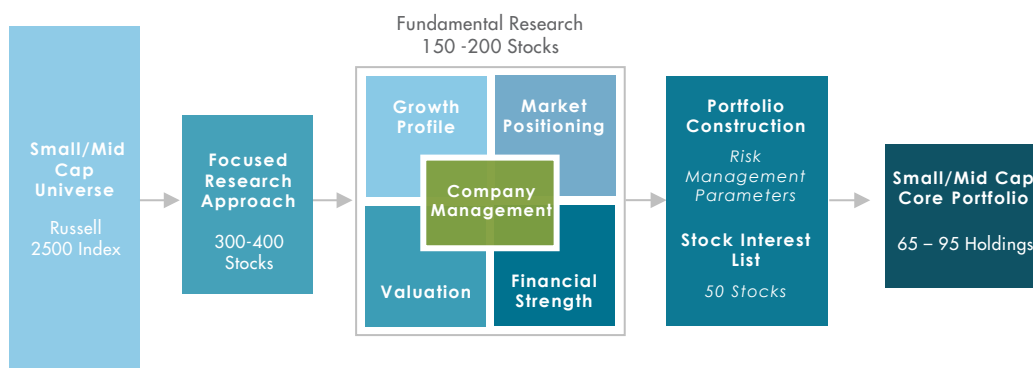 Fundamental Research
150 -200 Stocks
Small/Mid
Cap
Universe
Russell
2500 Index
Focused
Research
Approach
300-400
Stocks
Growth
Profile
Market
Positioning
Company
Management
Valuation
Financial
Strength
Portfolio
Construction
Risk
Management
Parameters
Stock Interest
List
50 Stocks
Small/Mid Cap
Core Portfolio
65 – 95 Holdings